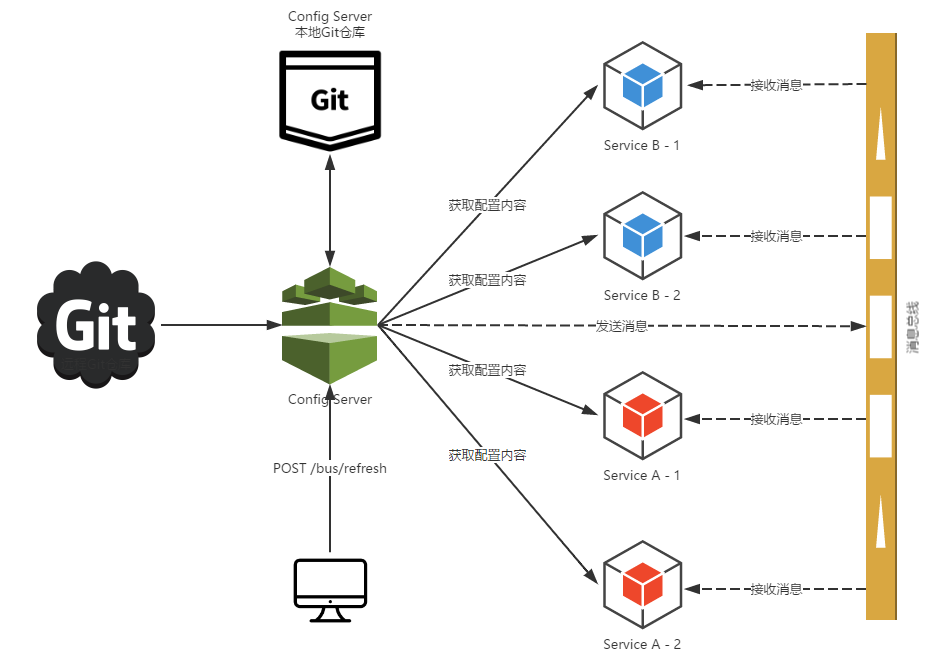 Config Server
本地Git仓库
Git
接收消息
Service B - 1
获取配置内容
接收消息
获取配置内容
Service B - 2
Git
发送消息
消息总线
获取配置内容
Config Server
接收消息
获取配置内容
POST /bus/refresh
Service A - 1
接收消息
Service A - 2